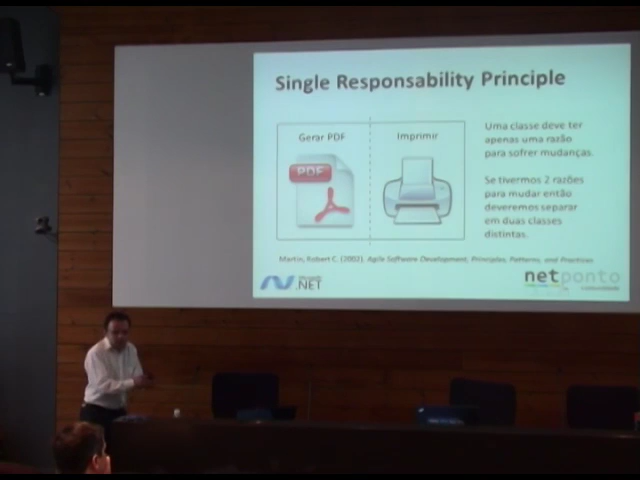 Single Responsability Principle
Gerar PDF
Imprimir
PDF
Uma classe deve ter
apenas uma razão
para sofrer mudanças.
Se tivermos 2 razões
para mudar então
deveremos separar
em duas classes
distintas.
Martin, Robert C. (2002). Agile Software Development, Principles, Patterns, and Practices
.NET
netponto